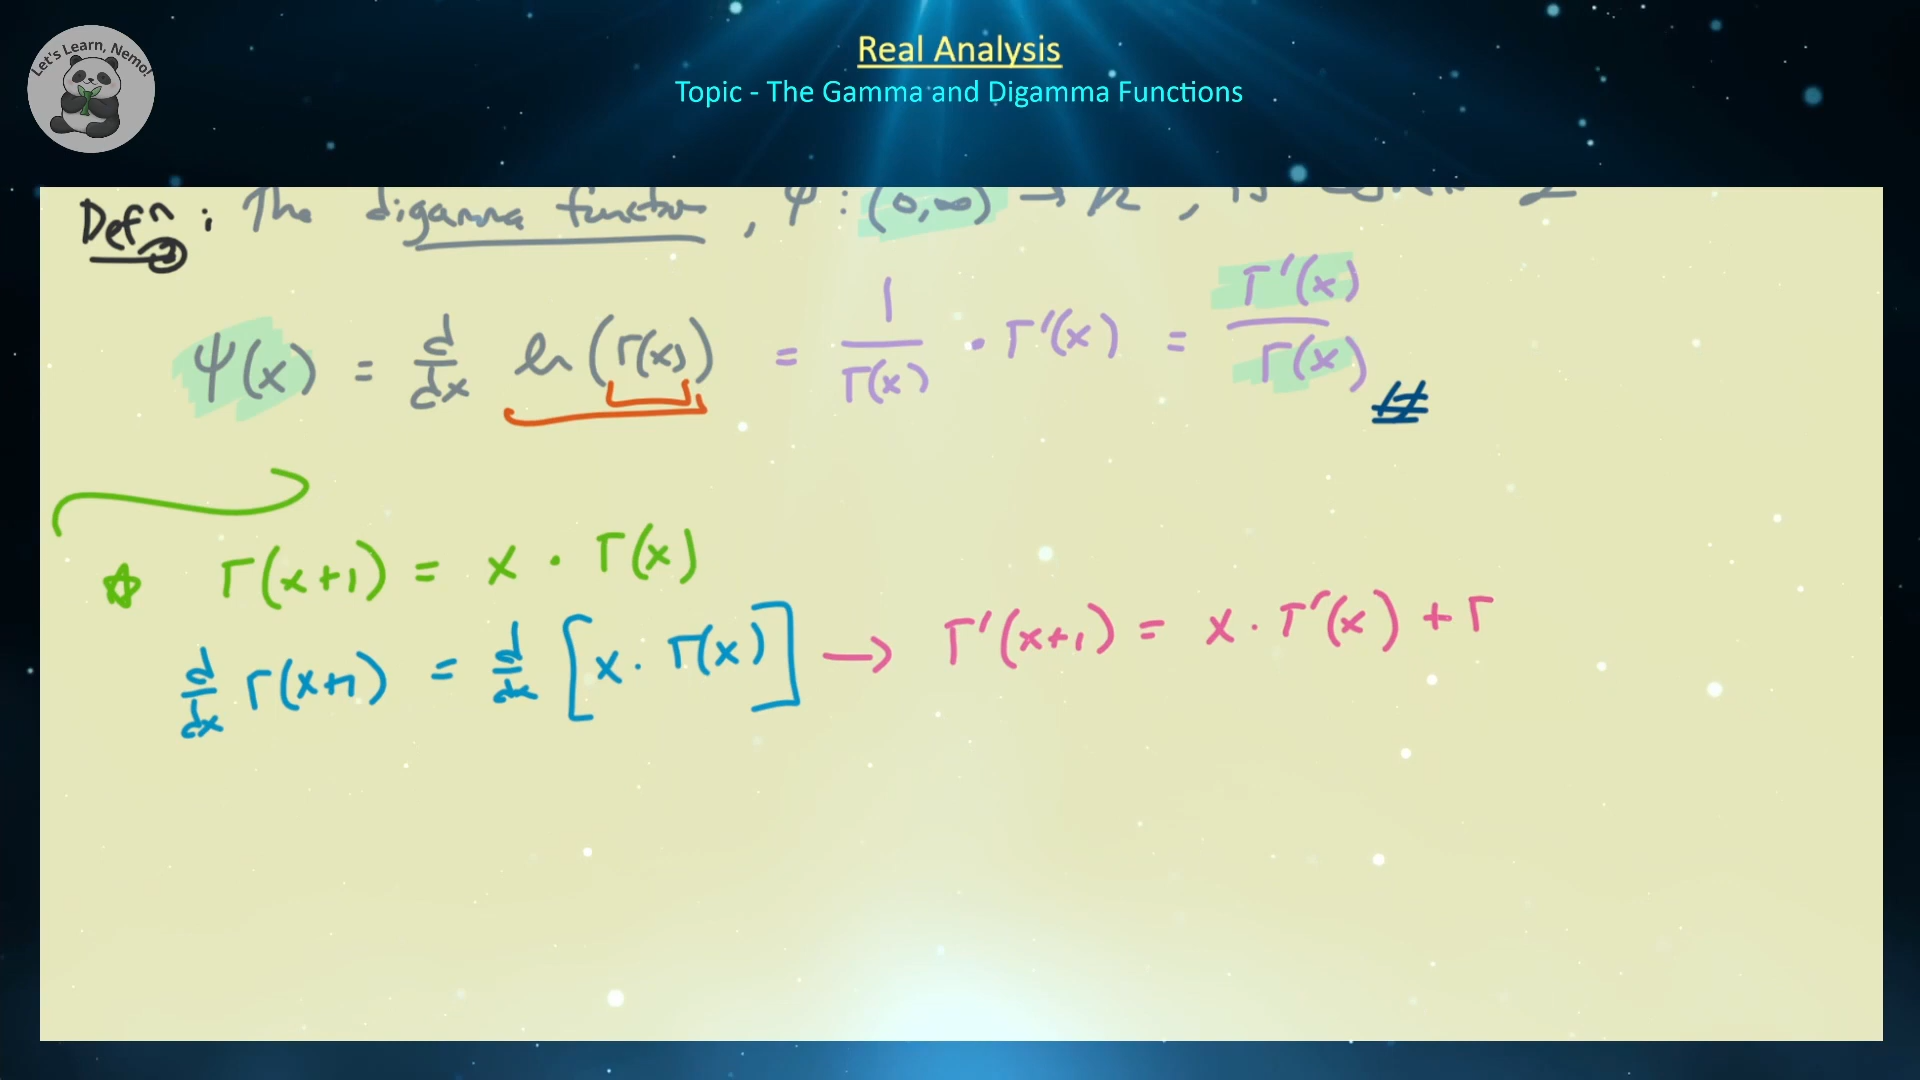 Let's Learn, Nemo!
Real Analysis
Topic - The Gamma and Digamma Functions
Defⁿ: The digamma function, ψ : (0,∞) → ℝ, is
ψ(x) = d/dx ln(Γ(x)) = 1/Γ(x) · Γ'(x) = Γ'(x)/Γ(x)
☆ Γ(x+1) = x · Γ(x)
d/dx Γ(x+1) = d/dx [x · Γ(x)] → Γ'(x+1) = x · Γ'(x) + Γ